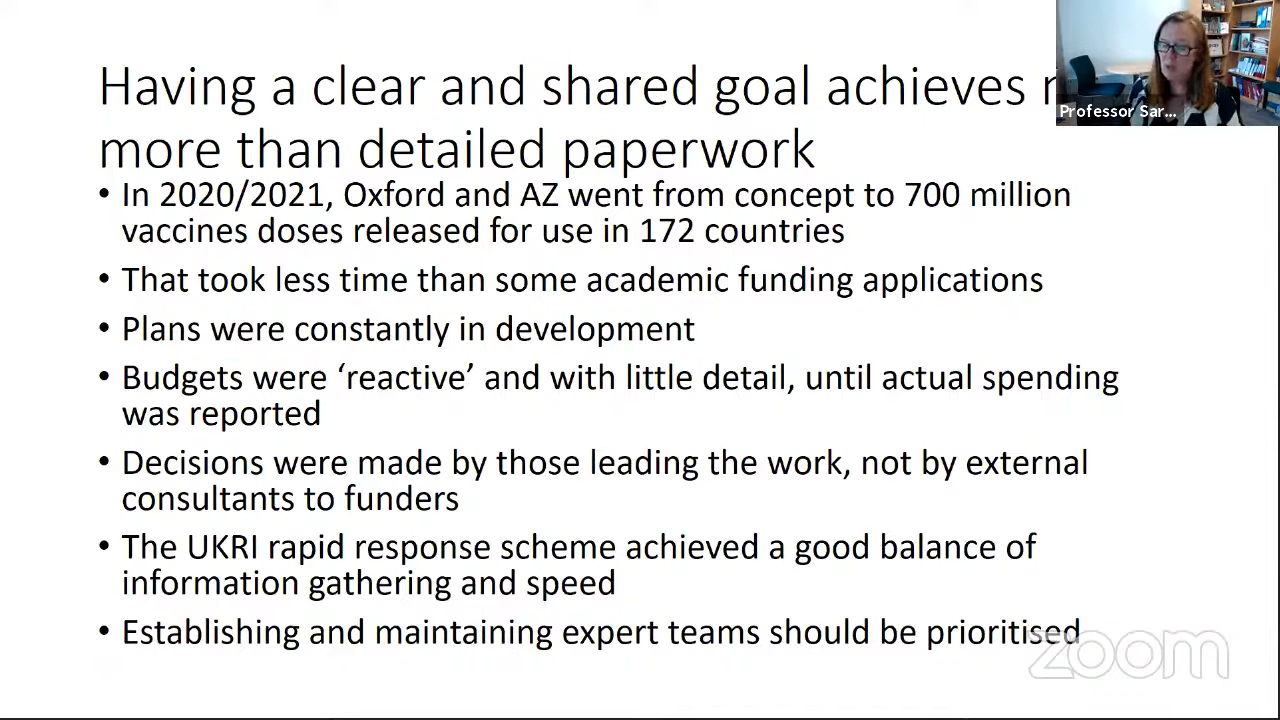 Having a clear and shared goal achieves
more than detailed paperwork
• In 2020/2021, Oxford and AZ went from concept to 700 million
vaccines doses released for use in 172 countries
• That took less time than some academic funding applications
• Plans were constantly in development
• Budgets were ‘reactive’ and with little detail, until actual spending
was reported
• Decisions were made by those leading the work, not by external
consultants to funders
• The UKRI rapid response scheme achieved a good balance of
information gathering and speed
• Establishing and maintaining expert teams should be prioritised
Professor Sar...
zoom